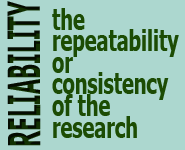 RELIABILITY
the
repeatability
or
consistency
of the
research